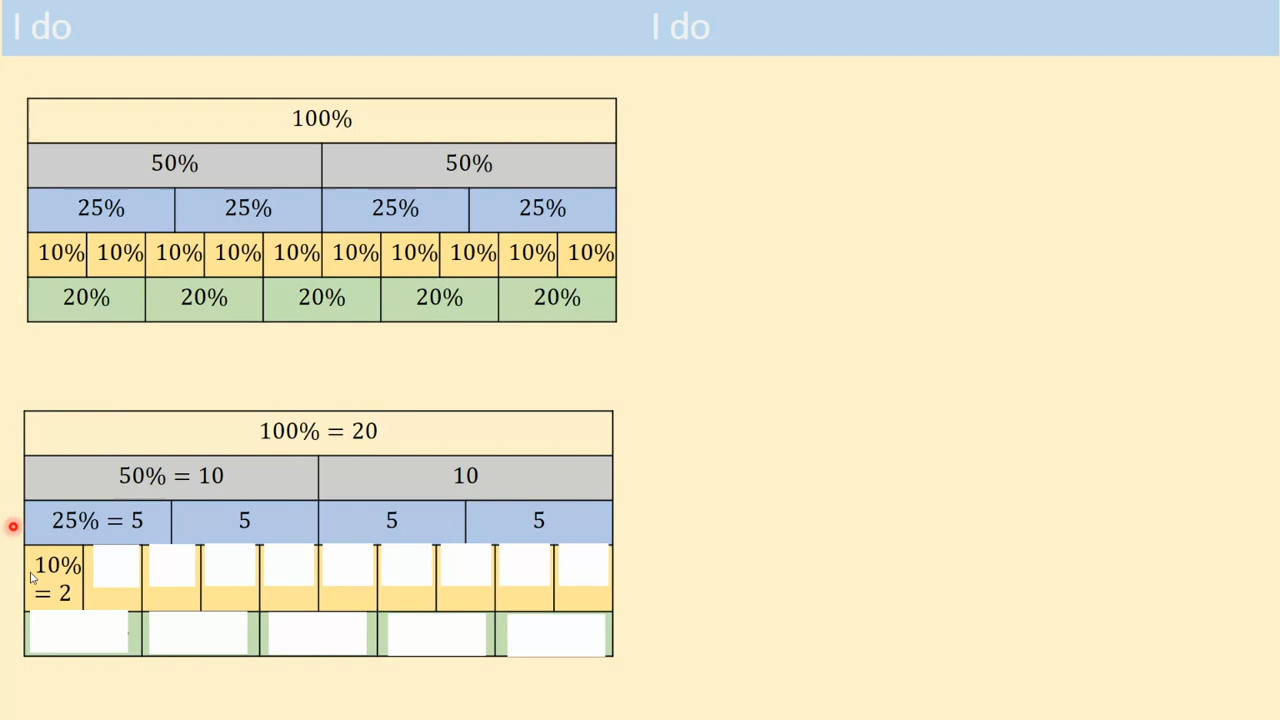 I do
I do
100%
50% 50%
25% 25% 25% 25%
10% 10% 10% 10% 10% 10% 10% 10% 10% 10%
20% 20% 20% 20% 20%
100% = 20
50% = 10 10
25% = 5 5 5 5
10%
= 2